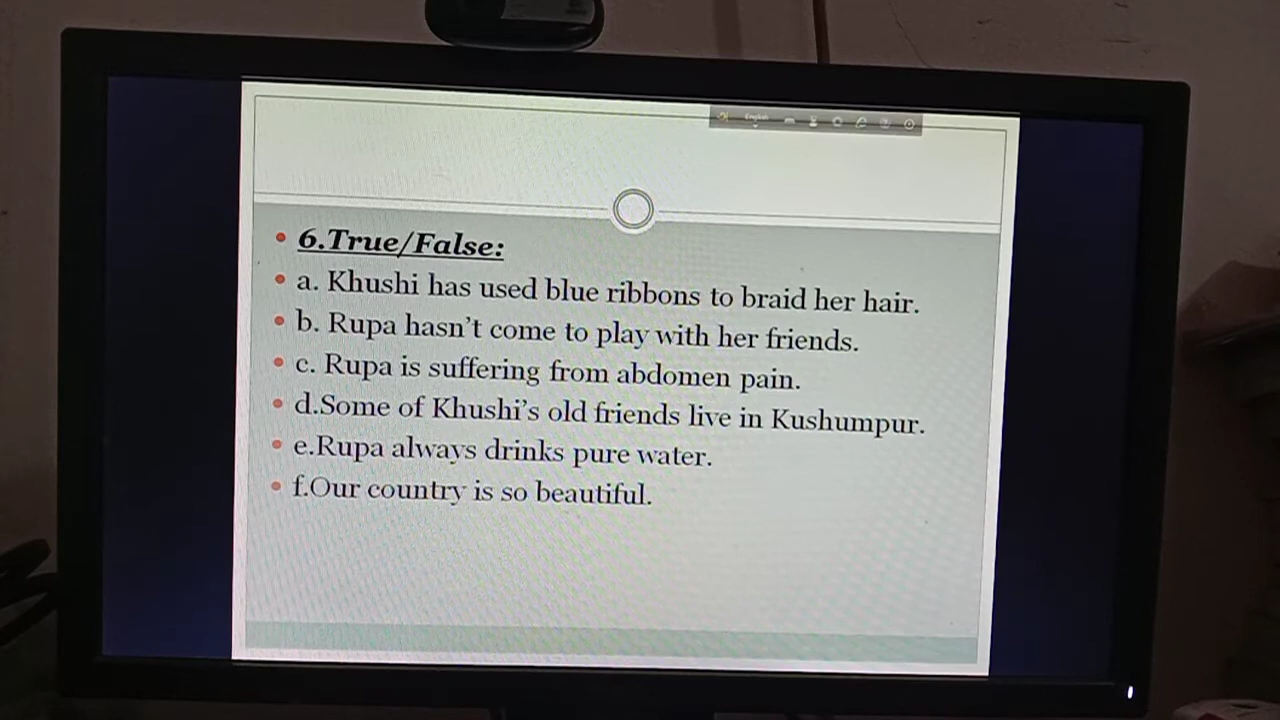 English
6.True/False:
a. Khushi has used blue ribbons to braid her hair.
b. Rupa hasn't come to play with her friends.
c. Rupa is suffering from abdomen pain.
d.Some of Khushi's old friends live in Kushumpur.
e.Rupa always drinks pure water.
f.Our country is so beautiful.